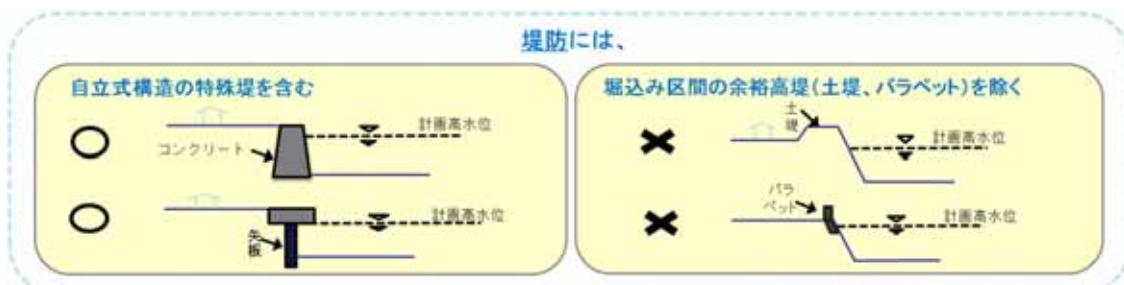 堤防には、
自立式構造の特殊堤を含む
○
コンクリート
計画高水位
○
矢板
計画高水位
堀込み区間の余裕高堤(土堤、パラペット)を除く
×
土堤
計画高水位
×
パラペット
計画高水位